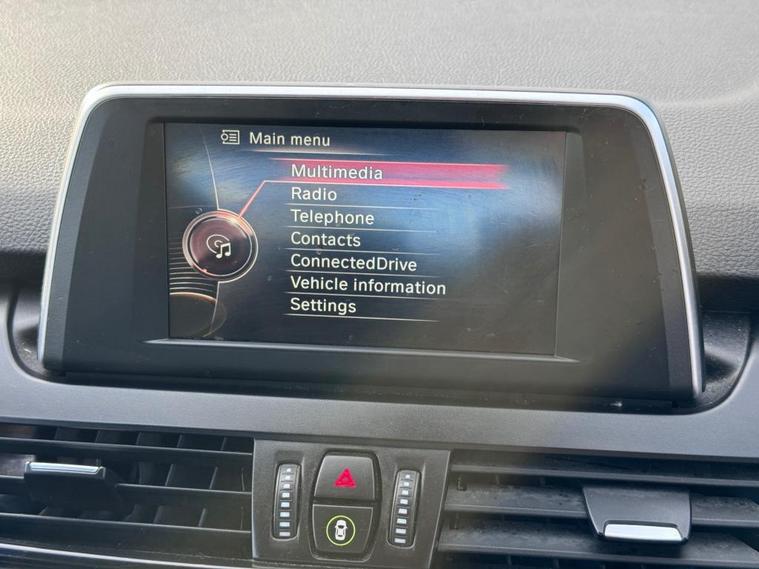 Main menu
Multimedia
Radio
Telephone
Contacts
ConnectedDrive
Vehicle information
Settings